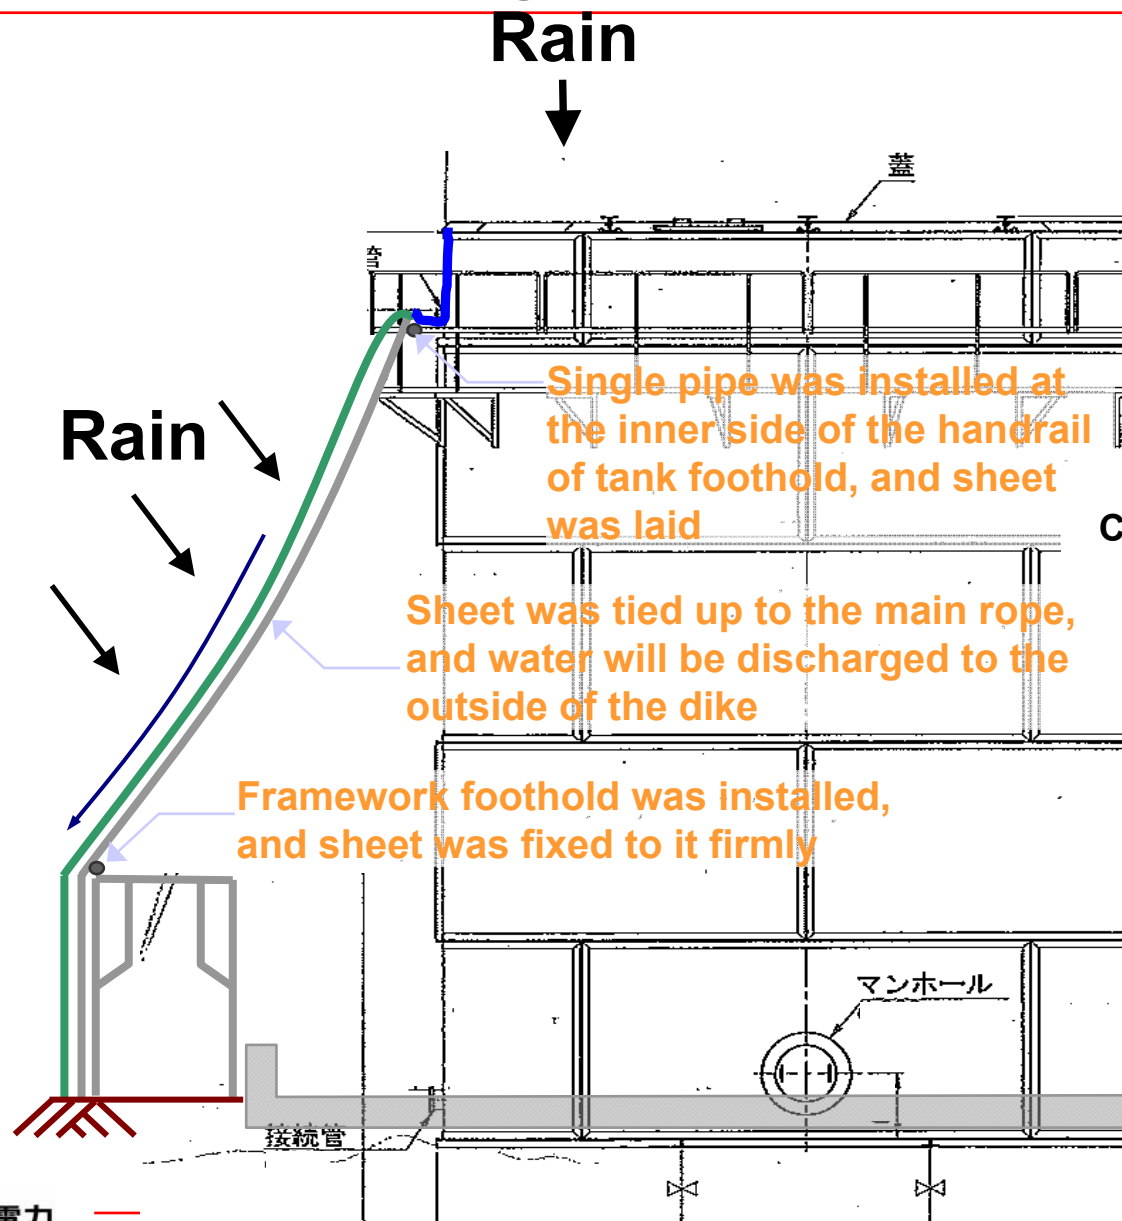 Rain
蓋
管
Single pipe was installed at
the inner side of the handrail
of tank foothold, and sheet
was laid
Rain
C
Sheet was tied up to the main rope,
and water will be discharged to the
outside of the dike
Framework foothold was installed,
and sheet was fixed to it firmly
マンホール
接続管
電力